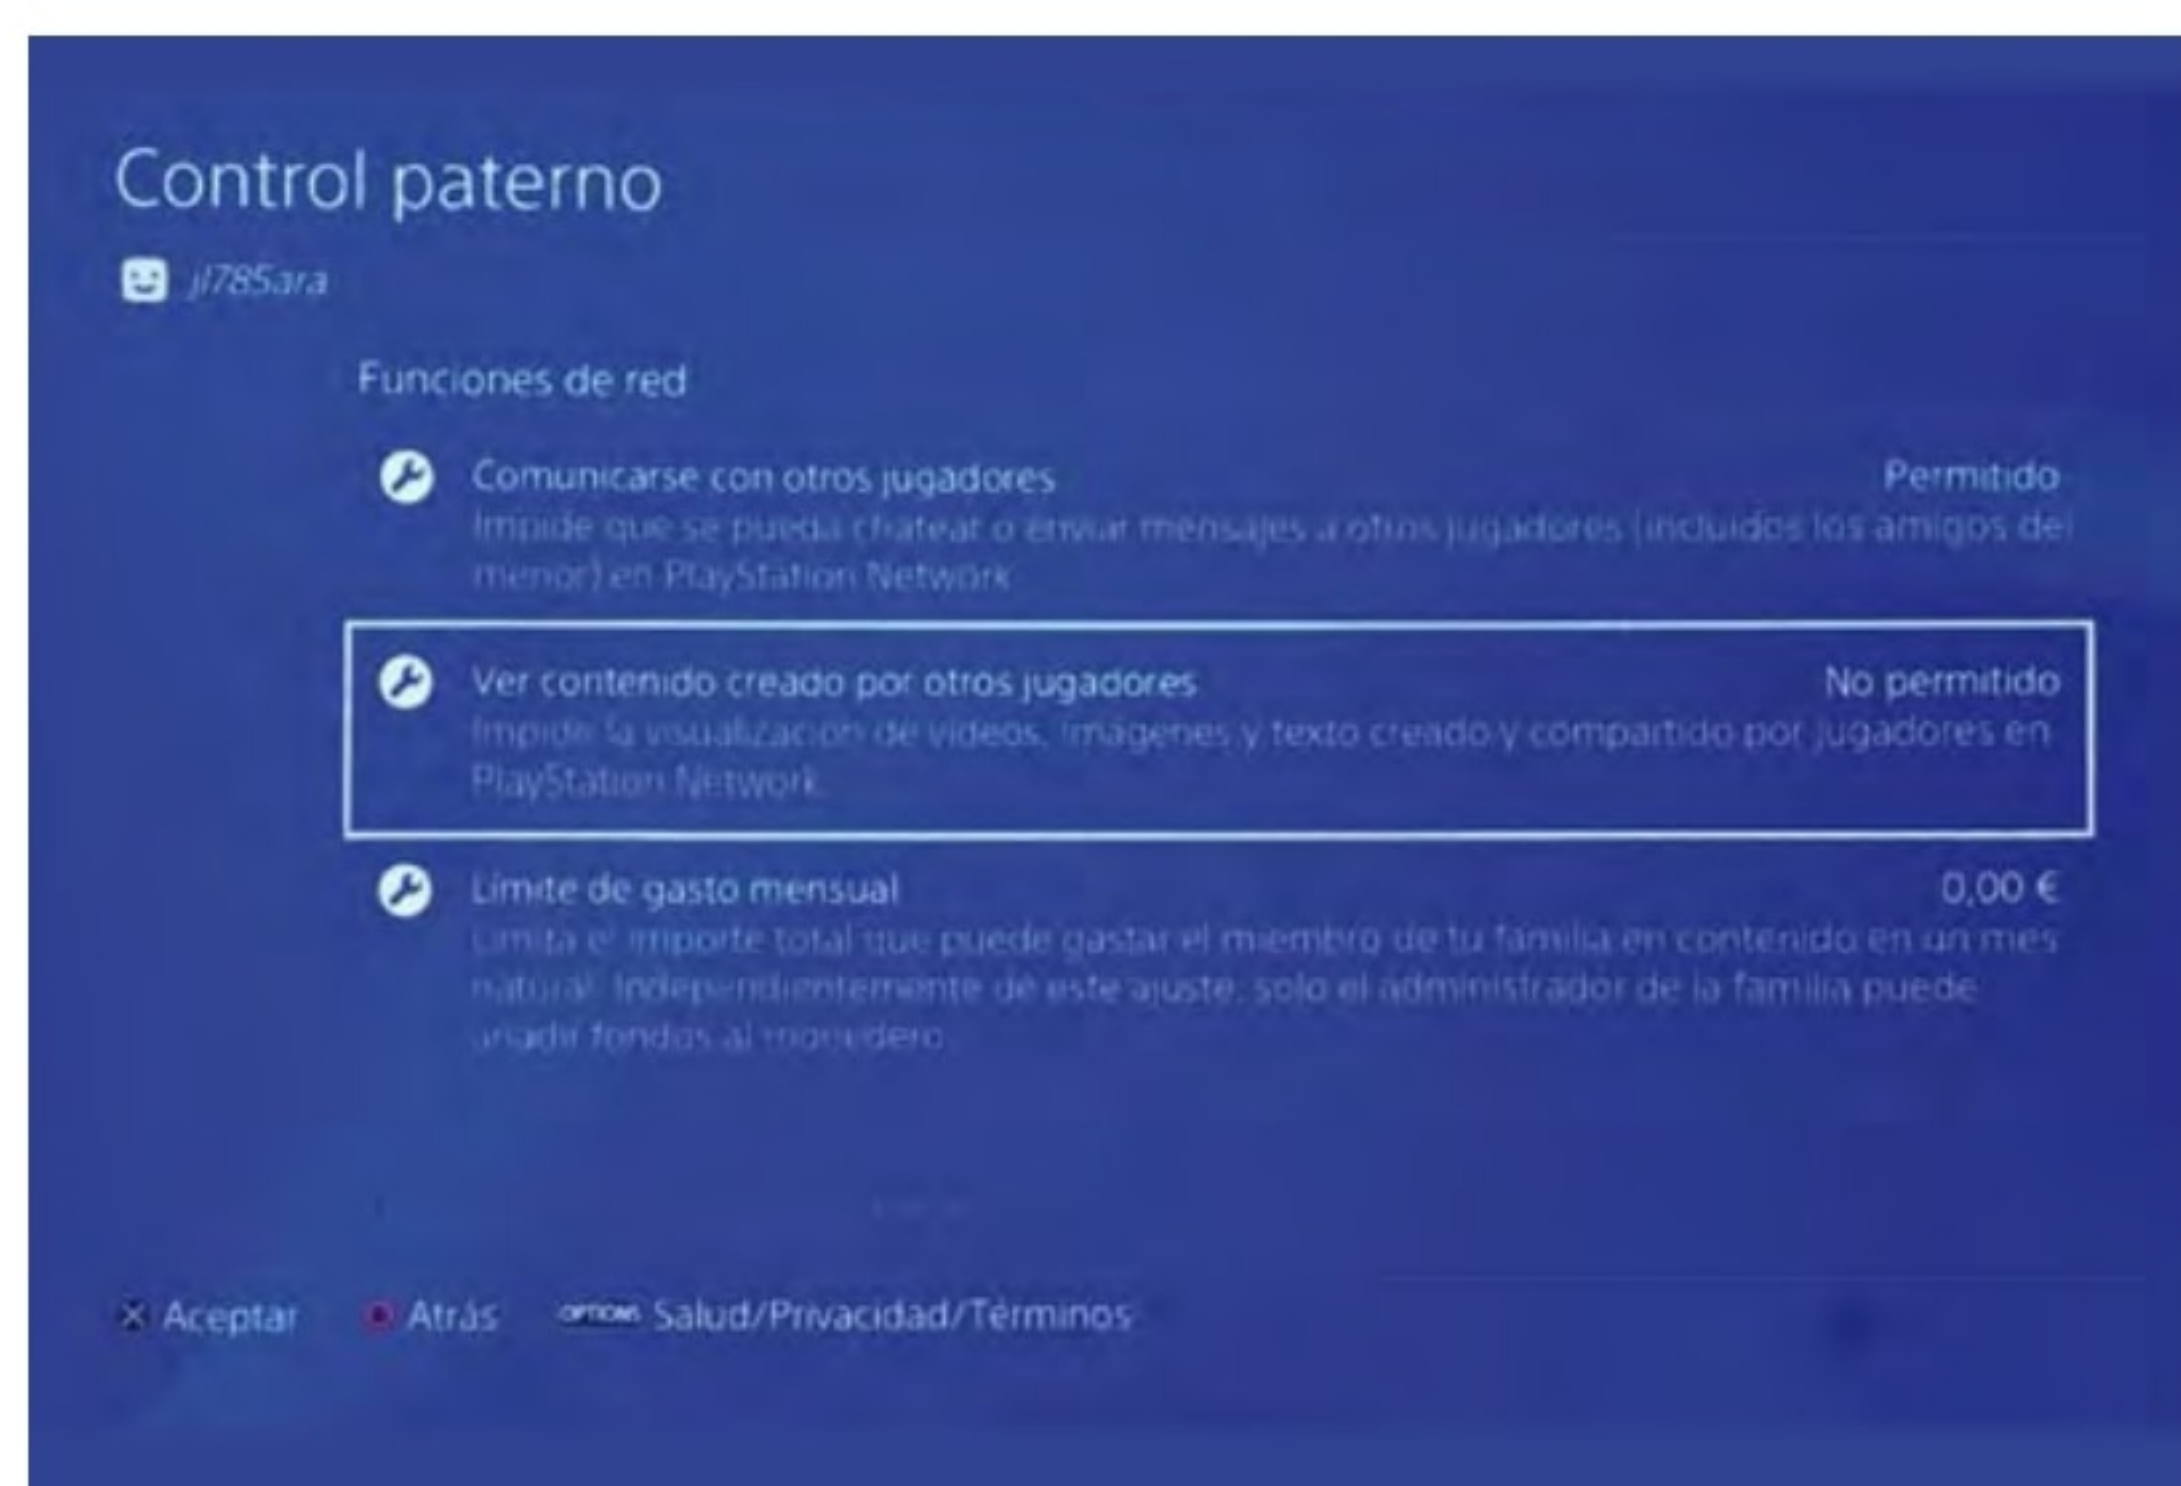 Control paterno
jl785ara
Funciones de red
Comunicarse con otros jugadores
Permitido
Impide que se pueda chatear o enviar mensajes a otros jugadores (incluidos los amigos del
menor) en PlayStation Network
Ver contenido creado por otros jugadores
No permitido
Impide la visualización de vídeos, imágenes y texto creado y compartido por jugadores en
PlayStation Network.
Límite de gasto mensual
0,00 €
Limita el importe total que puede gastar el miembro de tu familia en contenido en un mes
natural. Independientemente de este ajuste, solo el administrador de la familia puede
añadir fondos al monedero.
Aceptar
Atrás
OPTIONS Salud/Privacidad/Términos